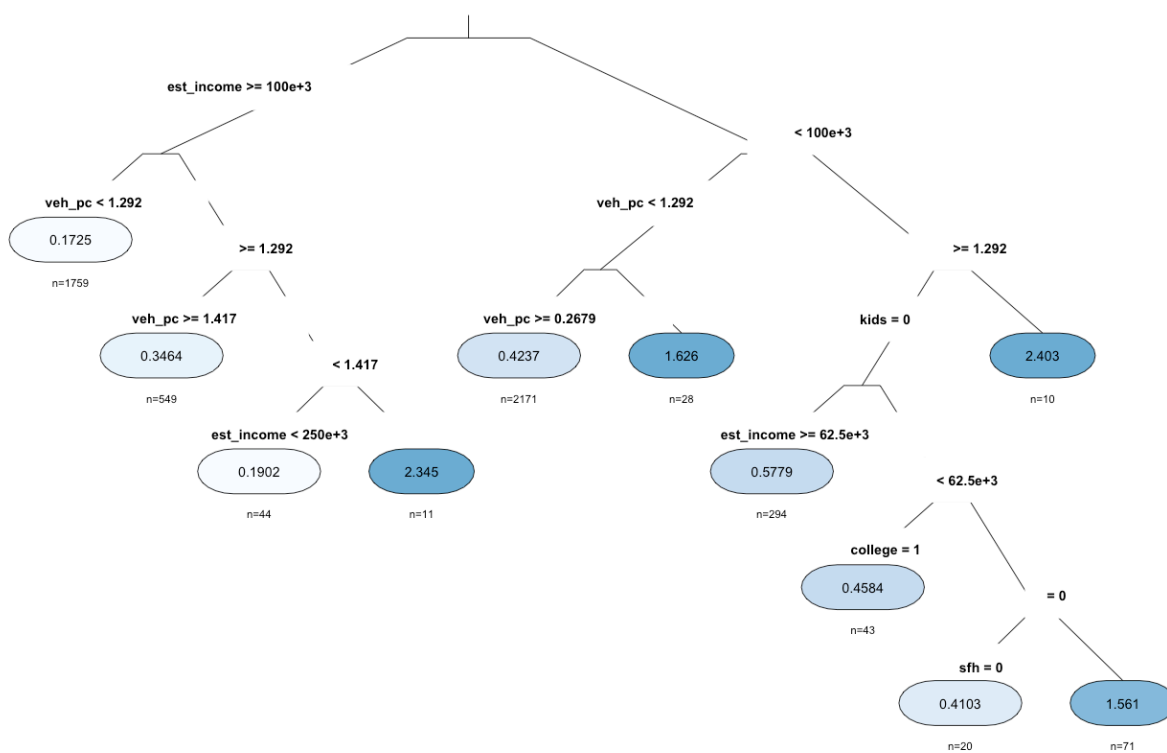 est_income >= 100e+3
< 100e+3
veh_pc < 1.292
veh_pc < 1.292
0.1725
>= 1.292
>= 1.292
n=1759
veh_pc >= 1.417
veh_pc >= 0.2679
kids = 0
0.3464
0.4237
1.626
2.403
< 1.417
n=549
n=2171
n=28
n=10
est_income < 250e+3
est_income >= 62.5e+3
0.1902
2.345
0.5779
< 62.5e+3
n=44
n=11
n=294
college = 1
0.4584
= 0
n=43
sfh = 0
0.4103
1.561
n=20
n=71